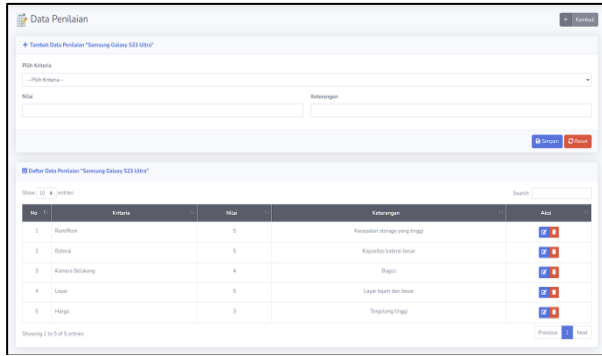 Data Penilaian
Kembali
Tambah Data Penilaian "Samsung Galaxy S23 Ultra"
Pilih Kriteria
--Pilih Kriteria--
Nilai Keterangan
Simpan Reset
Daftar Data Penilaian "Samsung Galaxy S23 Ultra"
Show 10 entries Search:
No Kriteria Nilai Keterangan Aksi
1 Ram/Rom 5 Kecepatan storage yang tinggi
2 Baterai 5 Kapasitas baterai besar
3 Kamera Belakang 4 Bagus
4 Layar 5 Layar tajam dan besar
5 Harga 3 Tergolong tinggi
Showing 1 to 5 of 5 entries Previous 1 Next